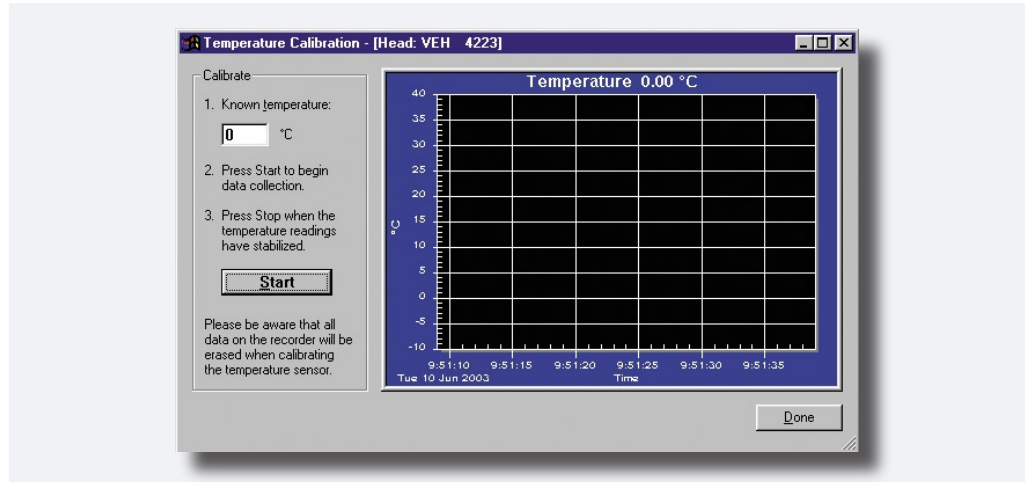 Temperature Calibration - [Head: VEH 4223]
Calibrate
1. Known temperature:
0 °C
2. Press Start to begin
data collection.
3. Press Stop when the
temperature readings
have stabilized.
Start
Please be aware that all
data on the recorder will be
erased when calibrating
the temperature sensor.
Temperature 0.00 °C
40
35
30
25
20
15
10
5
0
-5
-10
°C
9:51:10 9:51:15 9:51:20 9:51:25 9:51:30 9:51:35
Tue 10 Jun 2003
Time
Done